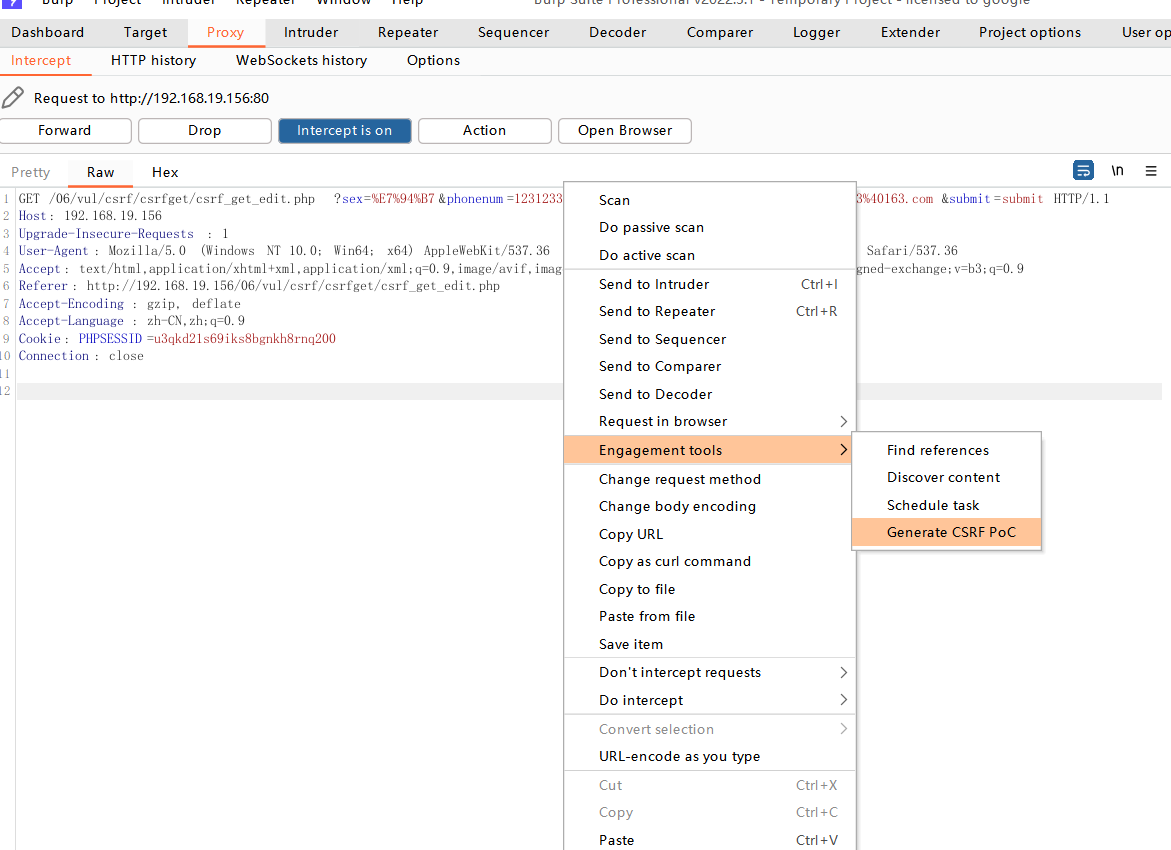 Burp Project Intruder Repeater Window Help Burp Suite Professional v2022.3.1 - Temporary Project - licensed to google
Dashboard Target Proxy Intruder Repeater Sequencer Decoder Comparer Logger Extender Project options User op
Intercept HTTP history WebSockets history Options
Request to http://192.168.19.156:80
Forward Drop Intercept is on Action Open Browser
Pretty Raw Hex \n
1 GET /06/vul/csrf/csrfget/csrf_get_edit.php ?sex=%E7%94%B7&phonenum=1231233 3%40163.com &submit=submit HTTP/1.1
2 Host: 192.168.19.156
3 Upgrade-Insecure-Requests : 1
4 User-Agent: Mozilla/5.0 (Windows NT 10.0; Win64; x64) AppleWebKit/537.36 Safari/537.36
5 Accept: text/html,application/xhtml+xml,application/xml;q=0.9,image/avif,imag gned-exchange;v=b3;q=0.9
6 Referer: http://192.168.19.156/06/vul/csrf/csrfget/csrf_get_edit.php
7 Accept-Encoding : gzip, deflate
8 Accept-Language : zh-CN,zh;q=0.9
9 Cookie: PHPSESSID=u3qkd21s69iks8bgnkh8rnq200
10 Connection: close
11
12
Scan
Do passive scan
Do active scan
Send to Intruder Ctrl+I
Send to Repeater Ctrl+R
Send to Sequencer
Send to Comparer
Send to Decoder
Request in browser
Engagement tools
Change request method
Change body encoding
Copy URL
Copy as curl command
Copy to file
Paste from file
Save item
Don't intercept requests
Do intercept
Convert selection
URL-encode as you type
Cut Ctrl+X
Copy Ctrl+C
Paste Ctrl+V
Find references
Discover content
Schedule task
Generate CSRF PoC